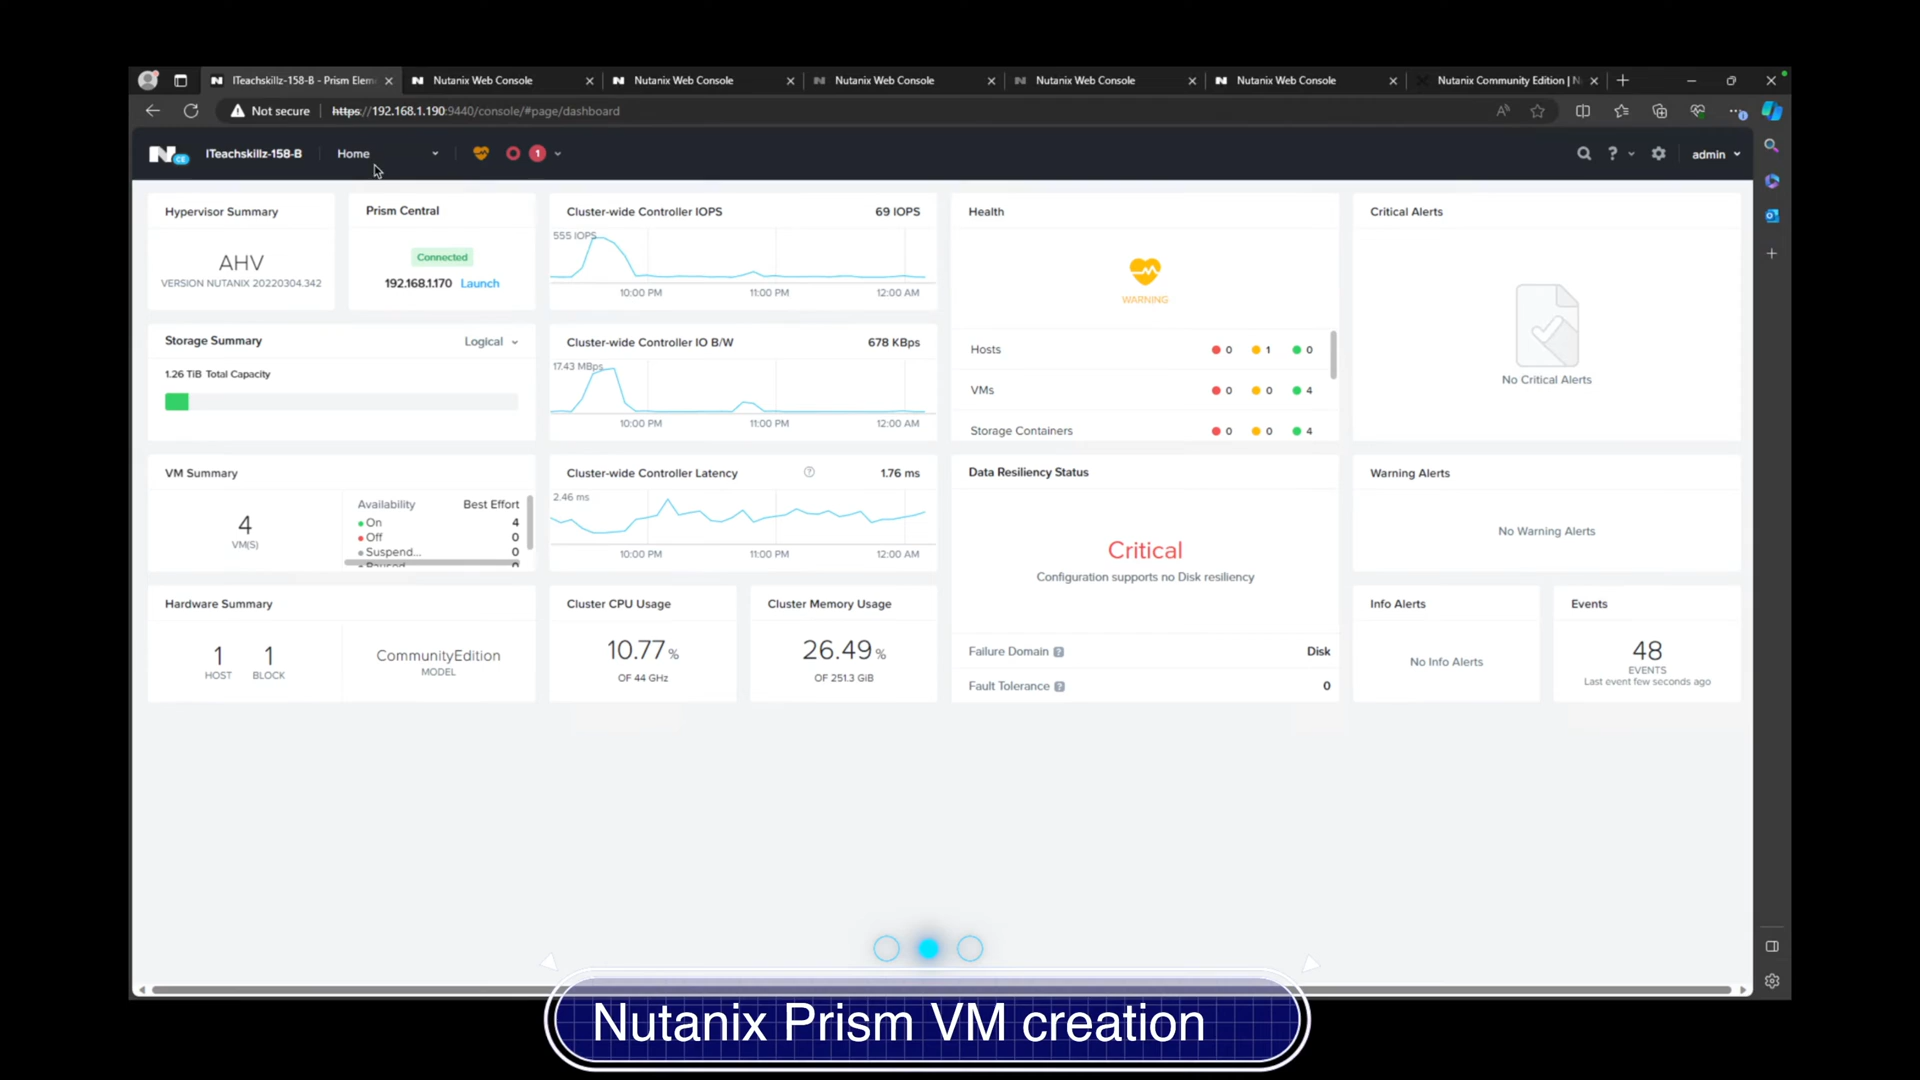 ITeachskillz-158-B - Prism Elem
Nutanix Web Console
Nutanix Web Console
Nutanix Web Console
Nutanix Web Console
Nutanix Web Console
Nutanix Community Edition | N
Not secure
https://192.168.1.190:9440/console/#page/dashboard
ITeachskillz-158-B
Home
1
?
admin
Hypervisor Summary
AHV
VERSION NUTANIX 20220304.342
Prism Central
Connected
192.168.1.170 Launch
Storage Summary
Logical
1.26 TiB Total Capacity
VM Summary
4
VM(S)
Availability
Best Effort
On 4
Off 0
Suspend... 0
Paused 0
Hardware Summary
1
HOST
1
BLOCK
CommunityEdition
MODEL
Cluster-wide Controller IOPS
69 IOPS
555 IOPS
10:00 PM 11:00 PM 12:00 AM
Cluster-wide Controller IO B/W
678 KBps
17.43 MBps
10:00 PM 11:00 PM 12:00 AM
Cluster-wide Controller Latency
1.76 ms
2.46 ms
10:00 PM 11:00 PM 12:00 AM
Cluster CPU Usage
10.77 %
OF 44 GHz
Cluster Memory Usage
26.49 %
OF 251.3 GiB
Health
WARNING
Hosts 0 1 0
VMs 0 0 4
Storage Containers 0 0 4
Data Resiliency Status
Critical
Configuration supports no Disk resiliency
Failure Domain ? Disk
Fault Tolerance ? 0
Critical Alerts
No Critical Alerts
Warning Alerts
No Warning Alerts
Info Alerts
No Info Alerts
Events
48
EVENTS
Last event few seconds ago
Nutanix Prism VM creation